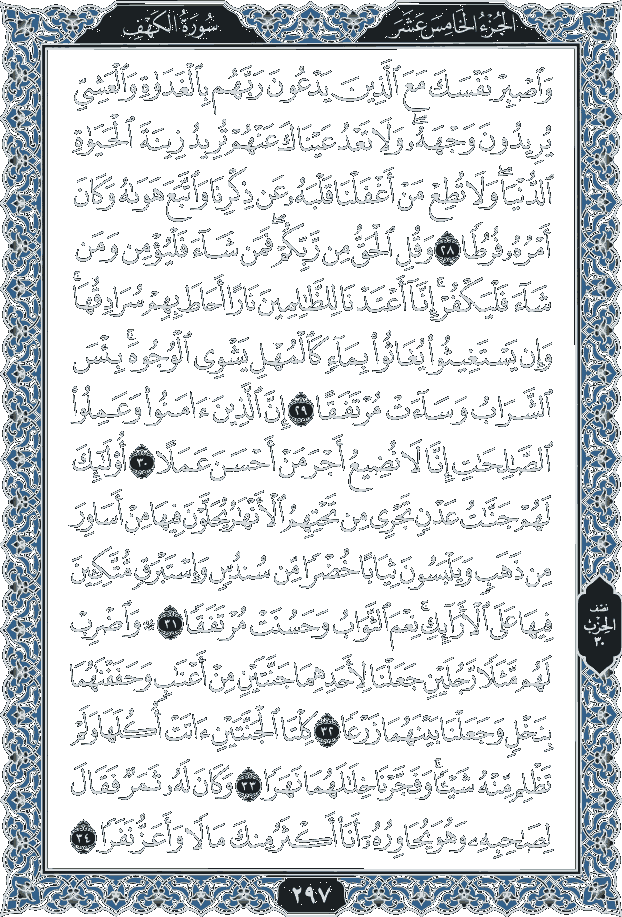 سُورَةُ الكَهْفِ الجُزْءُ الخَامِسَ عَشَرَ
وَٱصْبِرْ نَفْسَكَ مَعَ ٱلَّذِينَ يَدْعُونَ رَبَّهُم بِٱلْغَدَوٰةِ وَٱلْعَشِىِّ
يُرِيدُونَ وَجْهَهُۥۖ وَلَا تَعْدُ عَيْنَاكَ عَنْهُمْ تُرِيدُ زِينَةَ ٱلْحَيَوٰةِ
ٱلدُّنْيَاۖ وَلَا تُطِعْ مَنْ أَغْفَلْنَا قَلْبَهُۥ عَن ذِكْرِنَا وَٱتَّبَعَ هَوَىٰهُ وَكَانَ
أَمْرُهُۥ فُرُطًا ٢٨ وَقُلِ ٱلْحَقُّ مِن رَّبِّكُمْۖ فَمَن شَآءَ فَلْيُؤْمِن وَمَن
شَآءَ فَلْيَكْفُرْۚ إِنَّآ أَعْتَدْنَا لِلظَّٰلِمِينَ نَارًا أَحَاطَ بِهِمْ سُرَادِقُهَاۚ
وَإِن يَسْتَغِيثُوا۟ يُغَاثُوا۟ بِمَآءٍ كَٱلْمُهْلِ يَشْوِى ٱلْوُجُوهَۚ بِئْسَ
ٱلشَّرَابُ وَسَآءَتْ مُرْتَفَقًا ٢٩ إِنَّ ٱلَّذِينَ ءَامَنُوا۟ وَعَمِلُوا۟
ٱلصَّٰلِحَٰتِ إِنَّا لَا نُضِيعُ أَجْرَ مَنْ أَحْسَنَ عَمَلًا ٣٠ أُو۟لَٰٓئِكَ
لَهُمْ جَنَّٰتُ عَدْنٍ تَجْرِى مِن تَحْتِهِمُ ٱلْأَنْهَٰرُ يُحَلَّوْنَ فِيهَا مِنْ أَسَاوِرَ
مِن ذَهَبٍ وَيَلْبَسُونَ ثِيَابًا خُضْرًا مِّن سُندُسٍ وَإِسْتَبْرَقٍ مُّتَّكِـِٔينَ
فِيهَا عَلَى ٱلْأَرَآئِكِۚ نِعْمَ ٱلثَّوَابُ وَحَسُنَتْ مُرْتَفَقًا ٣١ ۞ وَٱضْرِبْ
نصف
الحزب
٣٠
لَهُم مَّثَلًا رَّجُلَيْنِ جَعَلْنَا لِأَحَدِهِمَا جَنَّتَيْنِ مِنْ أَعْنَٰبٍ وَحَفَفْنَٰهُمَا
بِنَخْلٍ وَجَعَلْنَا بَيْنَهُمَا زَرْعًا ٣٢ كِلْتَا ٱلْجَنَّتَيْنِ ءَاتَتْ أُكُلَهَا وَلَمْ
تَظْلِم مِّنْهُ شَيْـًٔاۚ وَفَجَّرْنَا خِلَٰلَهُمَا نَهَرًا ٣٣ وَكَانَ لَهُۥ ثَمَرٌ فَقَالَ
لِصَٰحِبِهِۦ وَهُوَ يُحَاوِرُهُۥٓ أَنَا۠ أَكْثَرُ مِنكَ مَالًا وَأَعَزُّ نَفَرًا ٣٤
٢٩٧